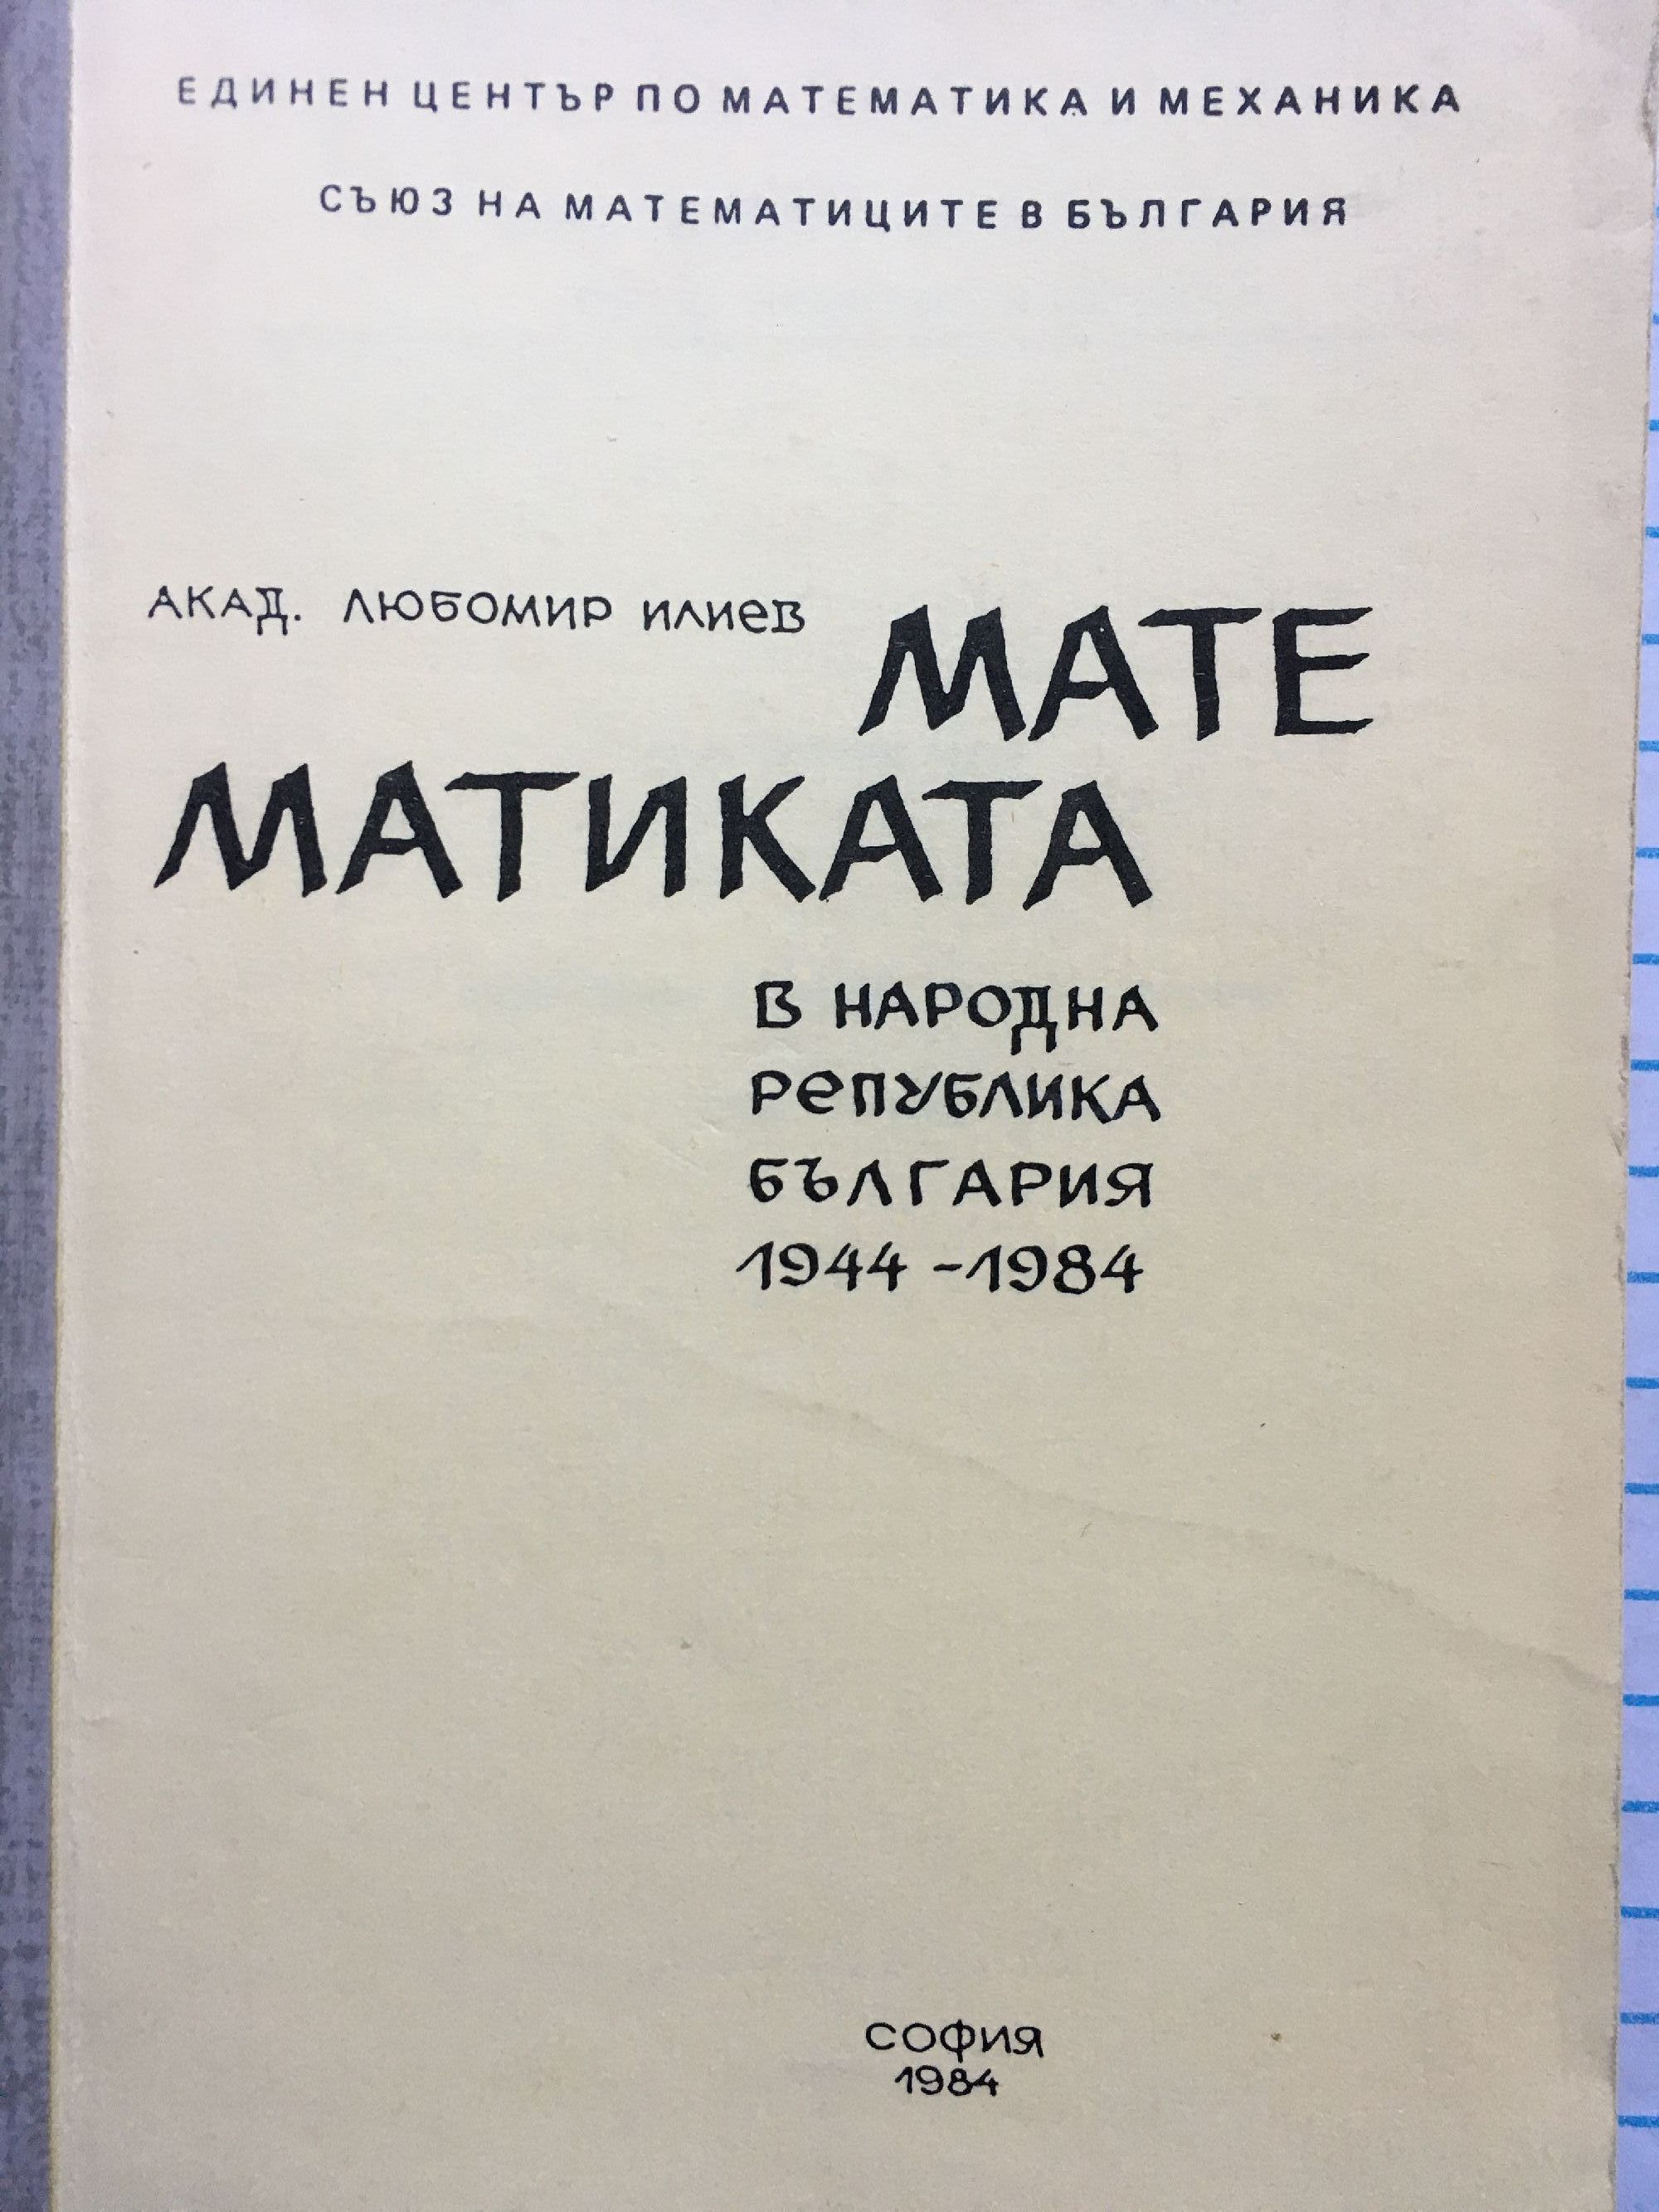 ЕДИНЕН ЦЕНТЪР ПО МАТЕМАТИКА И МЕХАНИКА
СЪЮЗ НА МАТЕМАТИЦИТЕ В БЪЛГАРИЯ
АКАД. ЛЮБОМИР ИЛИЕВ
МАТЕ
МАТИКАТА
В НАРОДНА
РЕПУБЛИКА
БЪЛГАРИЯ
1944-1984
СОФИЯ
1984